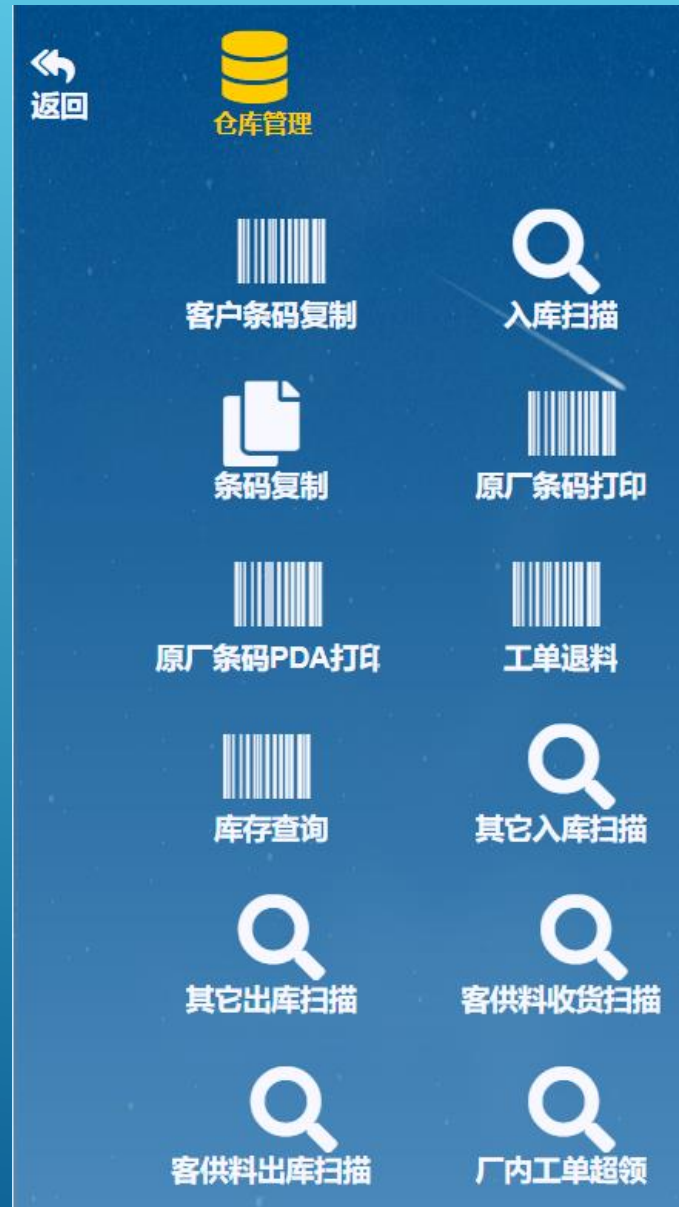 返回
仓库管理
客户条码复制
入库扫描
条码复制
原厂条码打印
原厂条码PDA打印
工单退料
库存查询
其它入库扫描
其它出库扫描
客供料收货扫描
客供料出库扫描
厂内工单超领